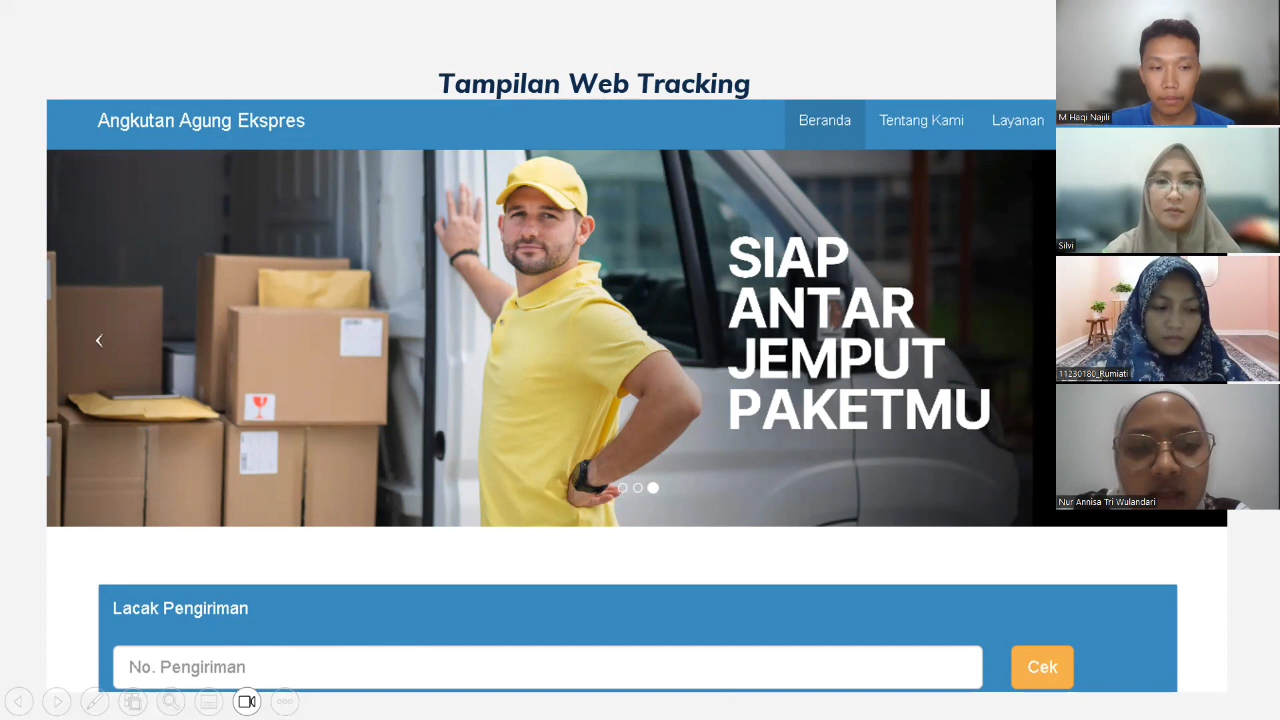 Tampilan Web Tracking
Angkutan Agung Ekspres
Beranda
Tentang Kami
Layanan
SIAP
ANTAR
JEMPUT
PAKETMU
Lacak Pengiriman
No. Pengiriman
Cek
M Haqi Najili
Silvi
11230180_Rumiati
Nur Annisa Tri Wulandari